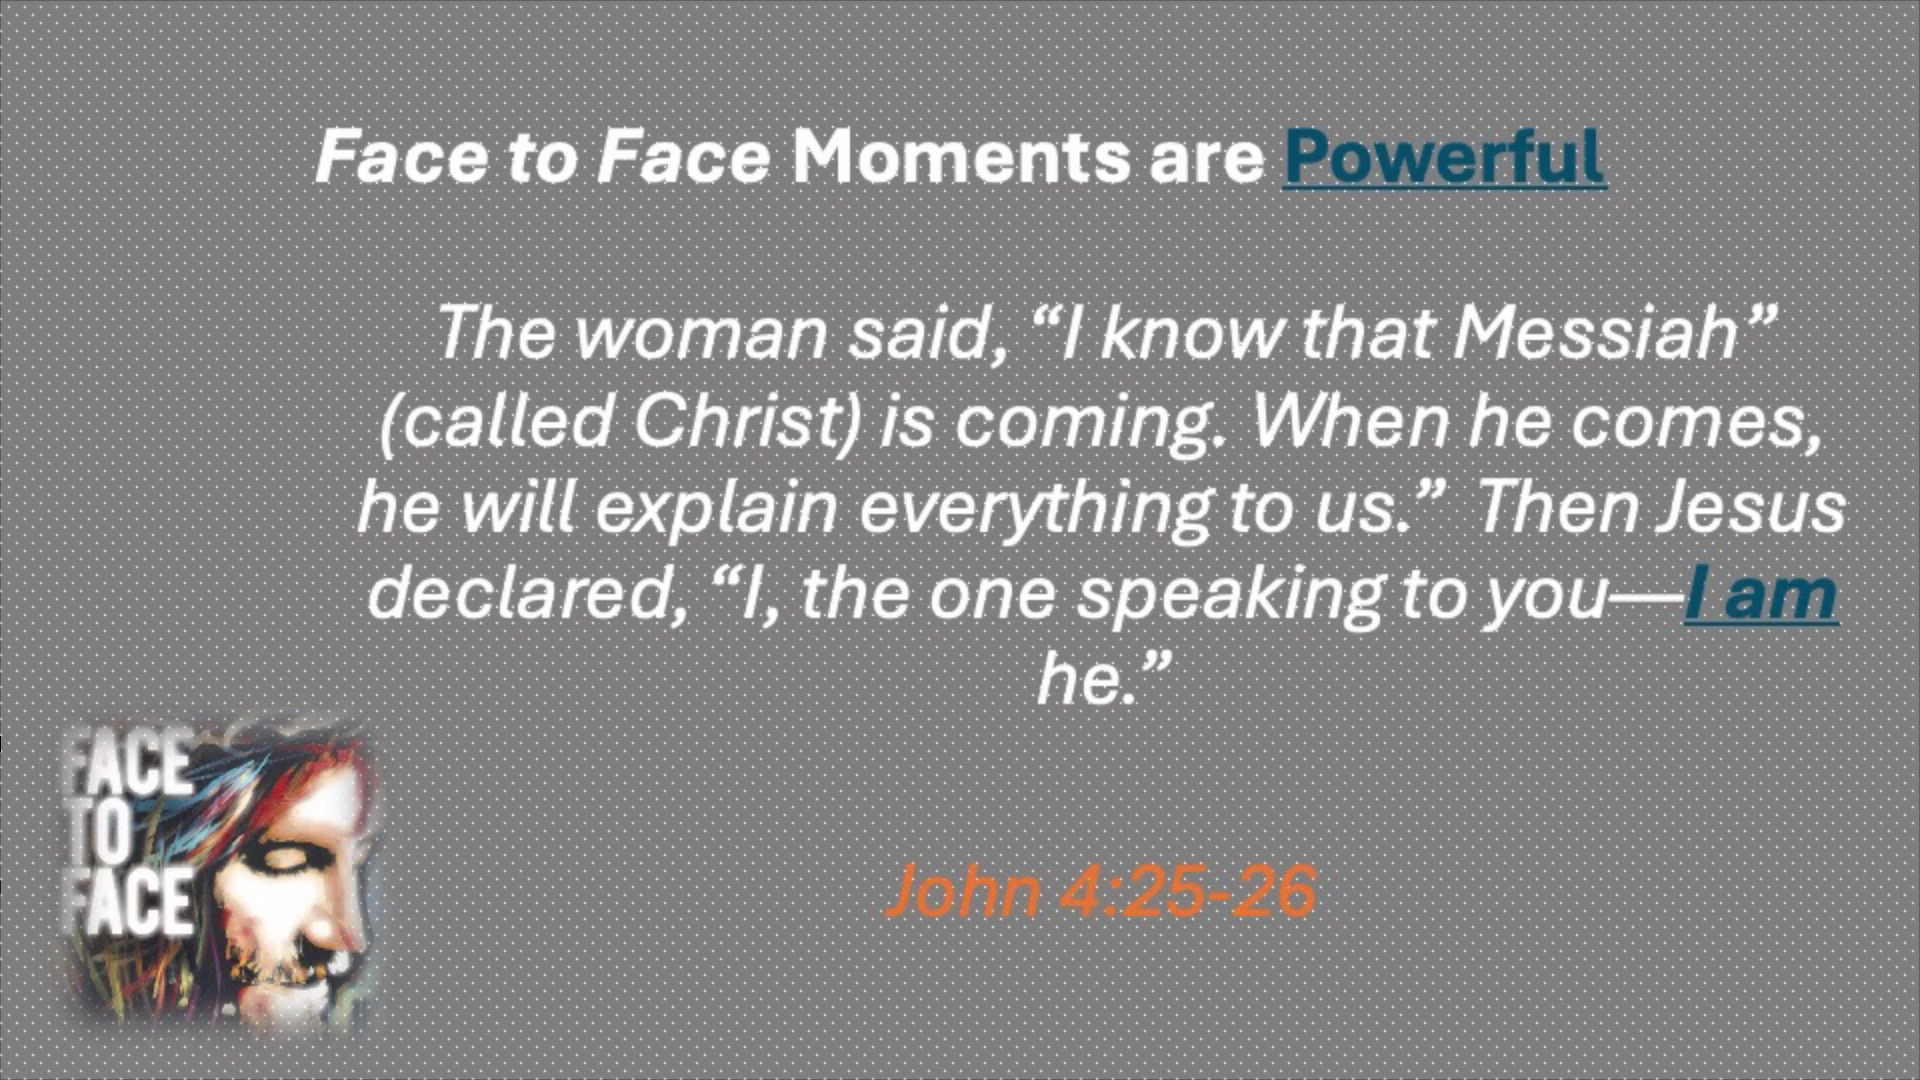 Face to Face Moments are Powerful
The woman said, “I know that Messiah”
(called Christ) is coming. When he comes,
he will explain everything to us.” Then Jesus
declared, “I, the one speaking to you—I am
he.”
FACE
TO
FACE
John 4:25-26